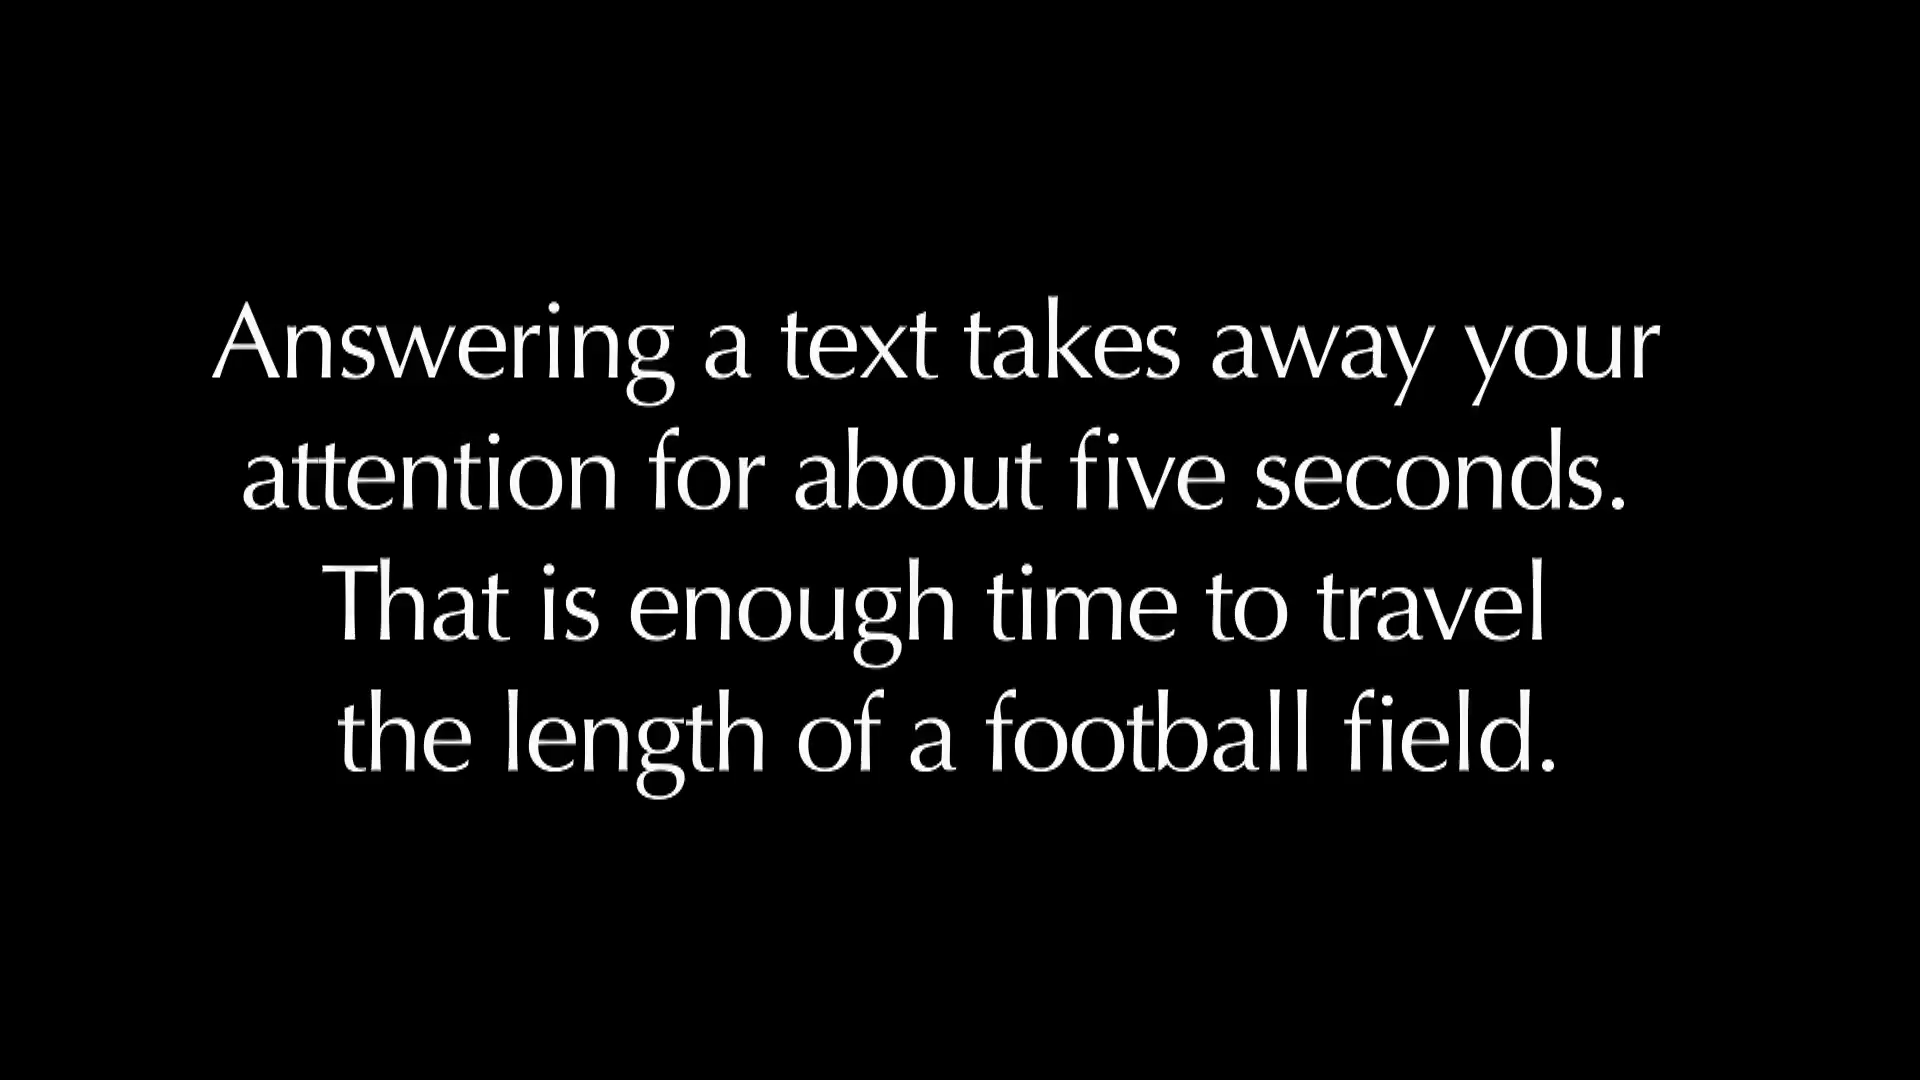 Answering a text takes away your
attention for about five seconds.
That is enough time to travel
the length of a football field.